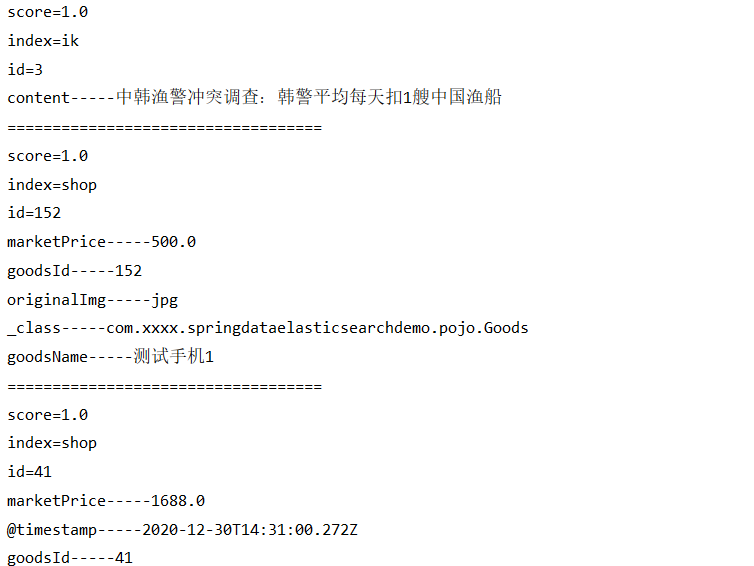 score=1.0
index=ik
id=3
content-----中韩渔警冲突调查：韩警平均每天扣1艘中国渔船
===================================
score=1.0
index=shop
id=152
marketPrice-----500.0
goodsId-----152
originalImg-----jpg
_class-----com.xxxx.springdataelasticsearchdemo.pojo.Goods
goodsName-----测试手机1
===================================
score=1.0
index=shop
id=41
marketPrice-----1688.0
@timestamp-----2020-12-30T14:31:00.272Z
goodsId-----41